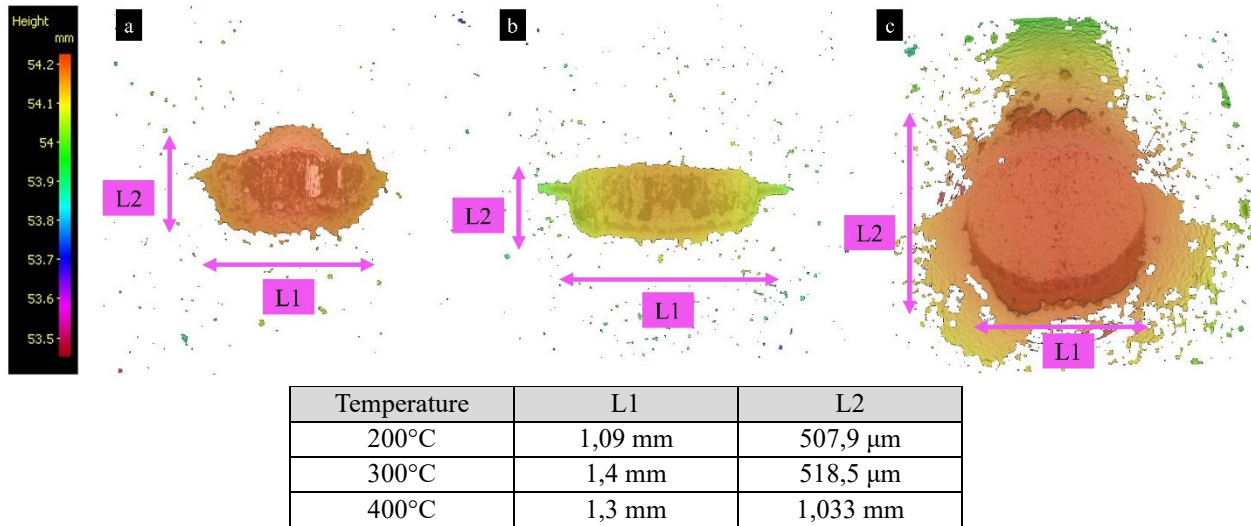 Height
mm
54.2
54.1
54
53.9
53.8
53.7
53.6
53.5
a
L2
L1
b
L2
L1
c
L2
L1
Temperature L1 L2
200°C 1,09 mm 507,9 µm
300°C 1,4 mm 518,5 µm
400°C 1,3 mm 1,033 mm